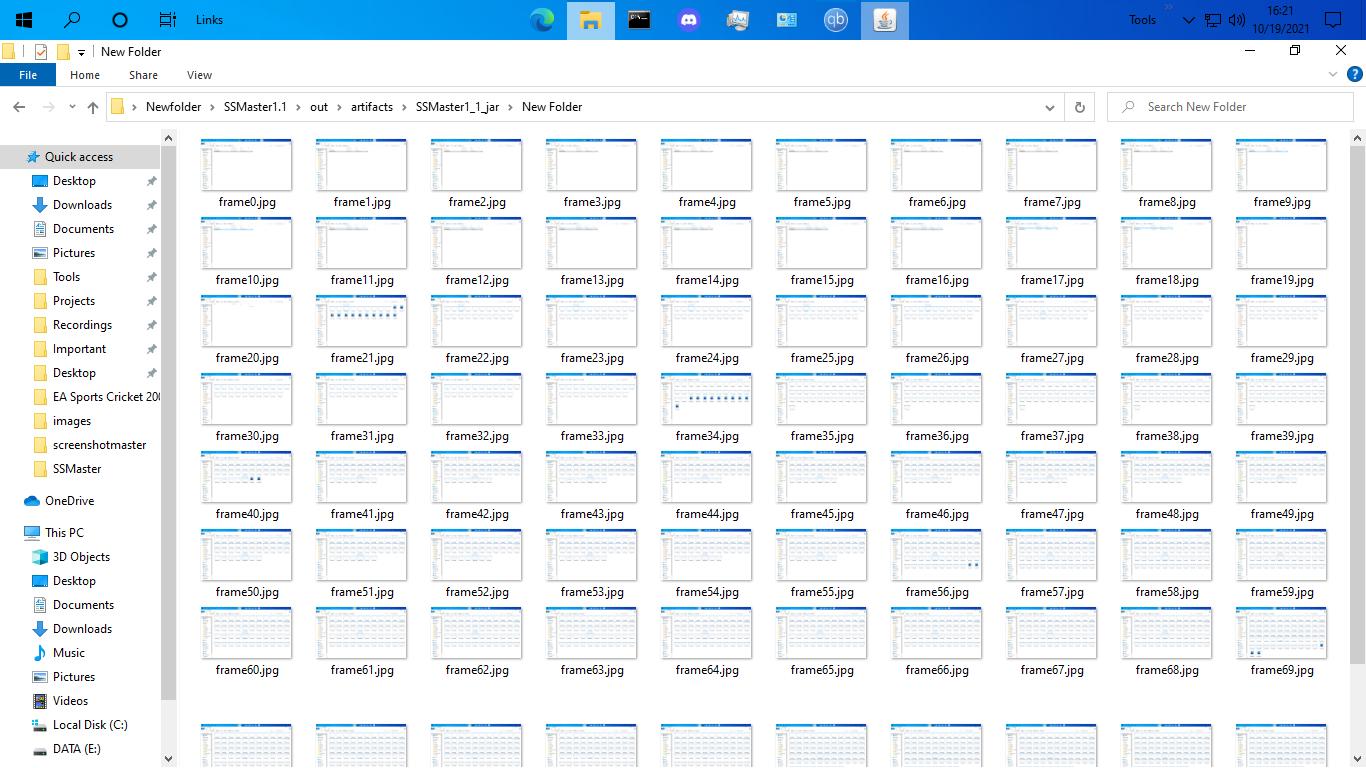 Links
Tools
16:21
10/19/2021
New Folder
File Home Share View
Newfolder SSMaster1.1 out artifacts SSMaster1_1_jar New Folder
Search New Folder
Quick access
Desktop
Downloads
Documents
Pictures
Tools
Projects
Recordings
Important
Desktop
EA Sports Cricket 200
images
screenshotmaster
SSMaster
OneDrive
This PC
3D Objects
Desktop
Documents
Downloads
Music
Pictures
Videos
Local Disk (C:)
DATA (E:)
frame0.jpg frame1.jpg frame2.jpg frame3.jpg frame4.jpg frame5.jpg frame6.jpg frame7.jpg frame8.jpg frame9.jpg
frame10.jpg frame11.jpg frame12.jpg frame13.jpg frame14.jpg frame15.jpg frame16.jpg frame17.jpg frame18.jpg frame19.jpg
frame20.jpg frame21.jpg frame22.jpg frame23.jpg frame24.jpg frame25.jpg frame26.jpg frame27.jpg frame28.jpg frame29.jpg
frame30.jpg frame31.jpg frame32.jpg frame33.jpg frame34.jpg frame35.jpg frame36.jpg frame37.jpg frame38.jpg frame39.jpg
frame40.jpg frame41.jpg frame42.jpg frame43.jpg frame44.jpg frame45.jpg frame46.jpg frame47.jpg frame48.jpg frame49.jpg
frame50.jpg frame51.jpg frame52.jpg frame53.jpg frame54.jpg frame55.jpg frame56.jpg frame57.jpg frame58.jpg frame59.jpg
frame60.jpg frame61.jpg frame62.jpg frame63.jpg frame64.jpg frame65.jpg frame66.jpg frame67.jpg frame68.jpg frame69.jpg